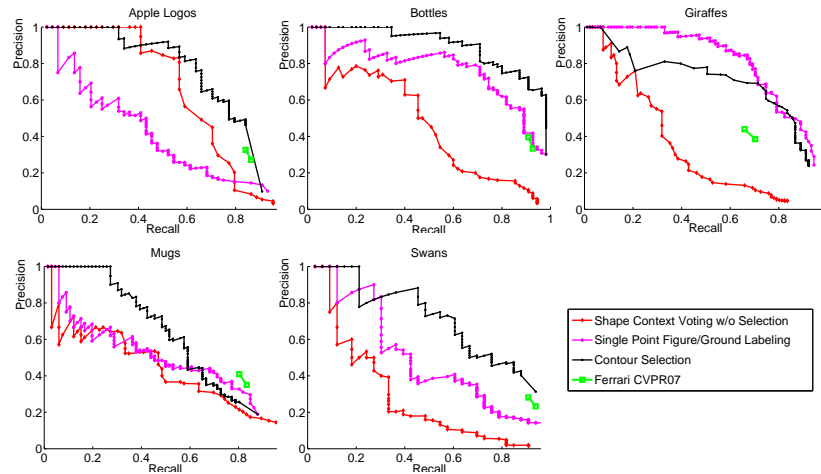 Apple Logos
Precision
1
0.8
0.6
0.4
0.2
0
0
0.2
0.4
0.6
0.8
Recall
Bottles
Precision
1
0.8
0.6
0.4
0.2
0
0
0.2
0.4
0.6
0.8
1
Recall
Giraffes
Precision
1
0.8
0.6
0.4
0.2
0
0
0.2
0.4
0.6
0.8
Recall
Mugs
Precision
1
0.8
0.6
0.4
0.2
0
0
0.2
0.4
0.6
0.8
Recall
Swans
Precision
1
0.8
0.6
0.4
0.2
0
0
0.2
0.4
0.6
0.8
Recall
Shape Context Voting w/o Selection
Single Point Figure/Ground Labeling
Contour Selection
Ferrari CVPR07